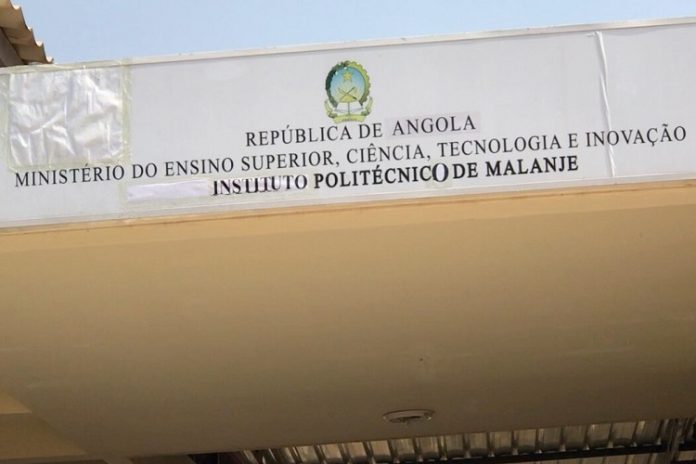 REPÚBLICA DE ANGOLA
MINISTÉRIO DO ENSINO SUPERIOR, CIÊNCIA, TECNOLOGIA E INOVAÇÃO
INSTITUTO POLITÉCNICO DE MALANJE